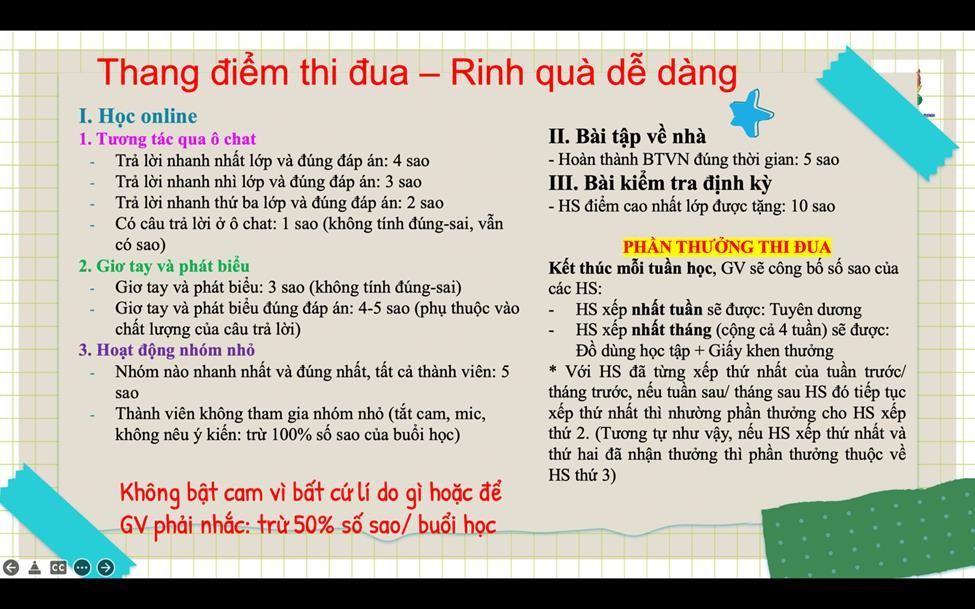 Thang điểm thi đua – Rinh quà dễ dàng
I. Học online
1. Tương tác qua ô chat
- Trả lời nhanh nhất lớp và đúng đáp án: 4 sao
- Trả lời nhanh nhì lớp và đúng đáp án: 3 sao
- Trả lời nhanh thứ ba lớp và đúng đáp án: 2 sao
- Có câu trả lời ở ô chat: 1 sao (không tính đúng-sai, vẫn
có sao)
2. Giơ tay và phát biểu
- Giơ tay và phát biểu: 3 sao (không tính đúng-sai)
- Giơ tay và phát biểu đúng đáp án: 4-5 sao (phụ thuộc vào
chất lượng của câu trả lời)
3. Hoạt động nhóm nhỏ
- Nhóm nào nhanh nhất và đúng nhất, tất cả thành viên: 5
sao
- Thành viên không tham gia nhóm nhỏ (tắt cam, mic,
không nêu ý kiến: trừ 100% số sao của buổi học)
Không bật cam vì bất cứ lí do gì hoặc để
GV phải nhắc: trừ 50% số sao/ buổi học
II. Bài tập về nhà
- Hoàn thành BTVN đúng thời gian: 5 sao
III. Bài kiểm tra định kỳ
- HS điểm cao nhất lớp được tặng: 10 sao
PHẦN THƯỞNG THI ĐUA
Kết thúc mỗi tuần học, GV sẽ công bố số sao của
các HS:
- HS xếp nhất tuần sẽ được: Tuyên dương
- HS xếp nhất tháng (cộng cả 4 tuần) sẽ được:
Đồ dùng học tập + Giấy khen thưởng
* Với HS đã từng xếp thứ nhất của tuần trước/
tháng trước, nếu tuần sau/ tháng sau HS đó tiếp tục
xếp thứ nhất thì nhường phần thưởng cho HS xếp
thứ 2. (Tương tự như vậy, nếu HS xếp thứ nhất và
thứ hai đã nhận thưởng thì phần thưởng thuộc về
HS thứ 3)
CC